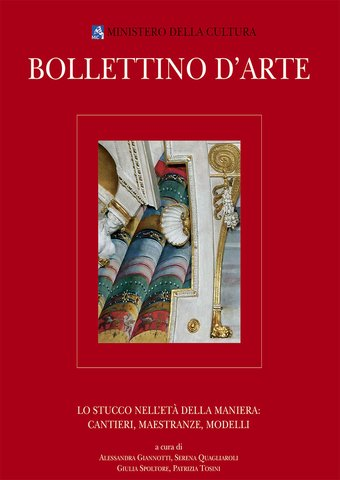 MINISTERO DELLA CULTURA
BOLLETTINO D'ARTE
LO STUCCO NELL'ETÀ DELLA MANIERA:
CANTIERI, MAESTRANZE, MODELLI
a cura di
ALESSANDRA GIANNOTTI, SERENA QUAGLIAROLI
GIULIA SPOLTORE, PATRIZIA TOSINI